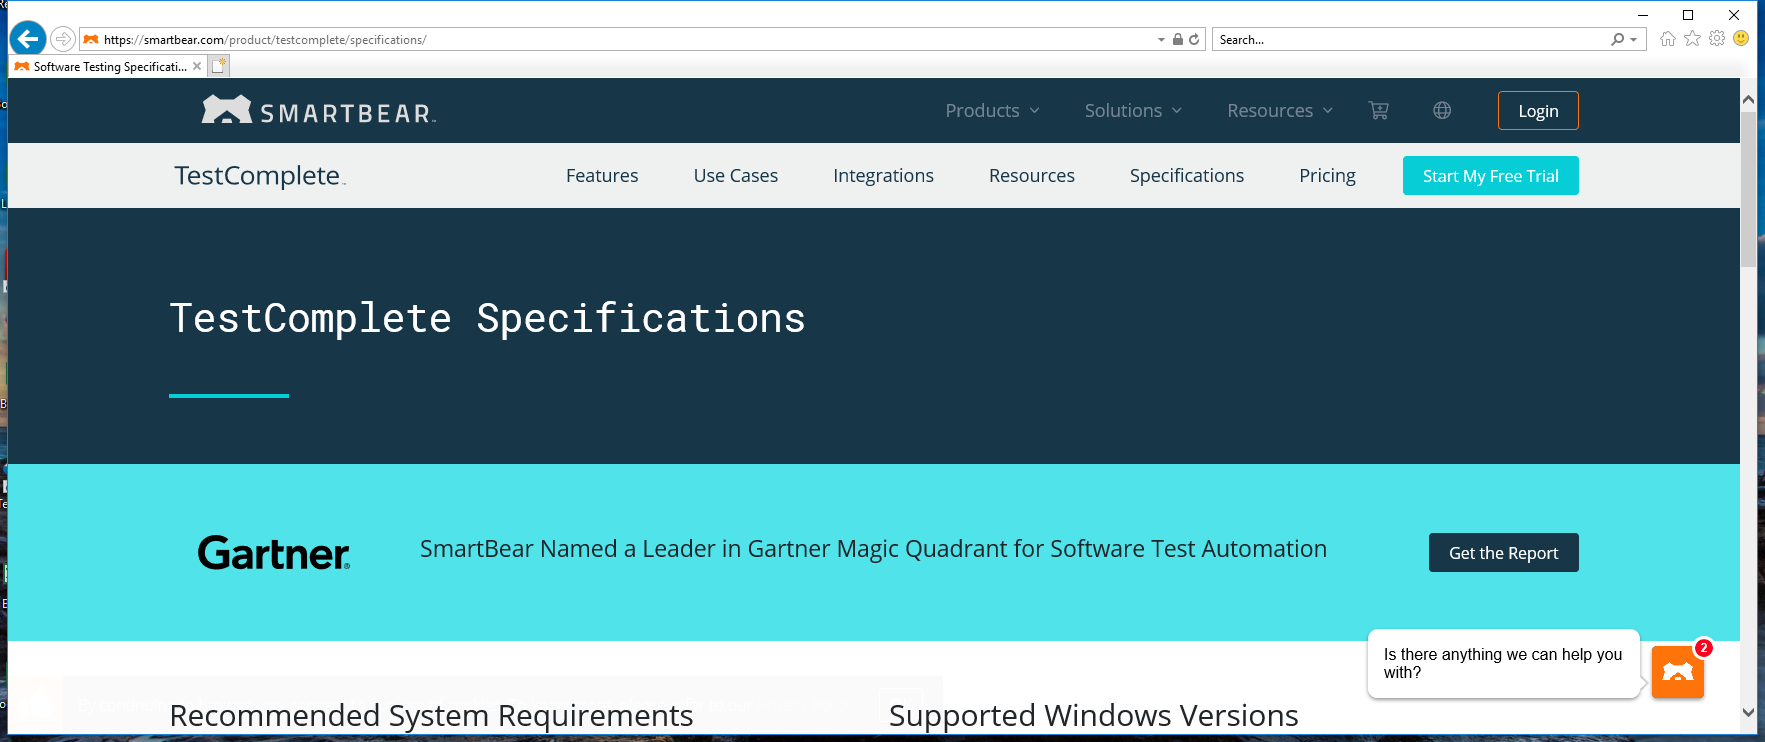 https://smartbear.com/product/testcomplete/specifications/
Search...
Software Testing Specificati...
SMARTBEAR
Products
Solutions
Resources
Login
TestComplete
Features
Use Cases
Integrations
Resources
Specifications
Pricing
Start My Free Trial
TestComplete Specifications
Gartner®
SmartBear Named a Leader in Gartner Magic Quadrant for Software Test Automation
Get the Report
Is there anything we can help you
with?
2
Recommended System Requirements
Supported Windows Versions